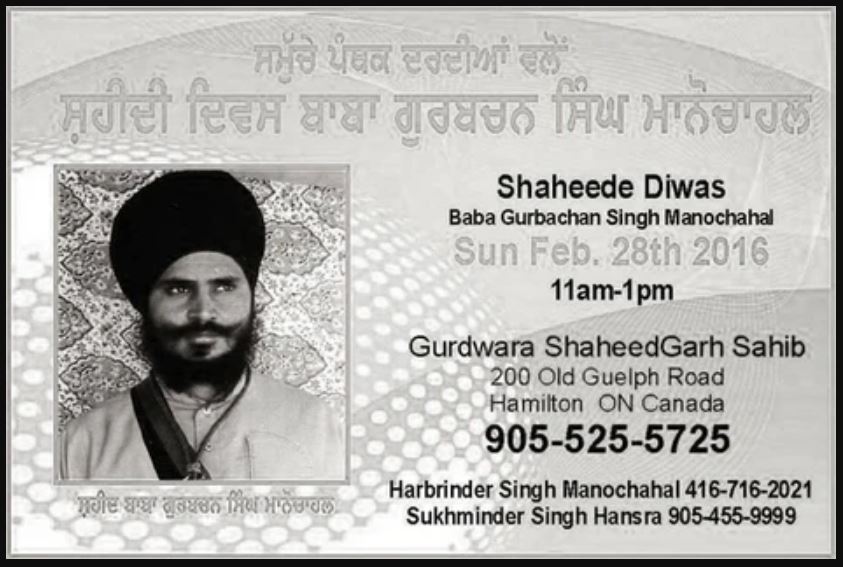 ਸਮੁੱਚੇ ਪੰਥਕ ਦਰਦੀਆਂ ਵਲੋਂ
ਸ਼ਹੀਦੀ ਦਿਵਸ ਬਾਬਾ ਗੁਰਬਚਨ ਸਿੰਘ ਮਾਨੋਚਾਹਲ
Shaheede Diwas
Baba Gurbachan Singh Manochahal
Sun Feb. 28th 2016
11am-1pm
Gurdwara ShaheedGarh Sahib
200 Old Guelph Road
Hamilton ON Canada
905-525-5725
Harbrinder Singh Manochahal 416-716-2021
Sukhminder Singh Hansra 905-455-9999
ਸ਼ਹੀਦ ਬਾਬਾ ਗੁਰਬਚਨ ਸਿੰਘ ਮਾਨੋਚਾਹਲ